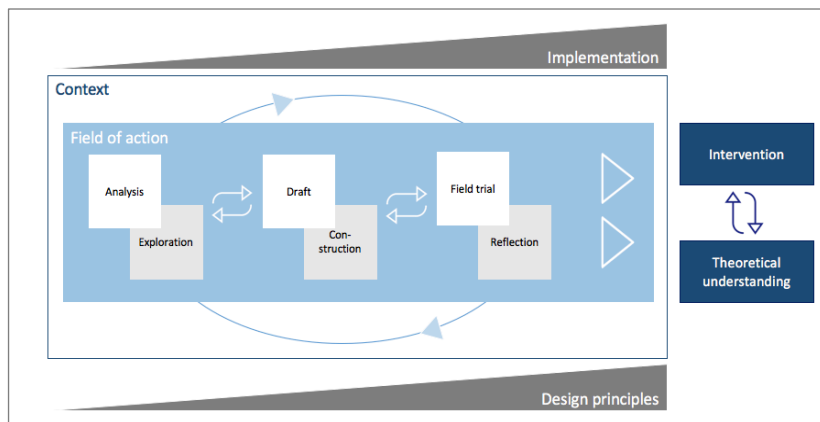 Implementation
Context
Field of action
Analysis
Exploration
Draft
Con-
struction
Field trial
Reflection
Intervention
Theoretical
understanding
Design principles